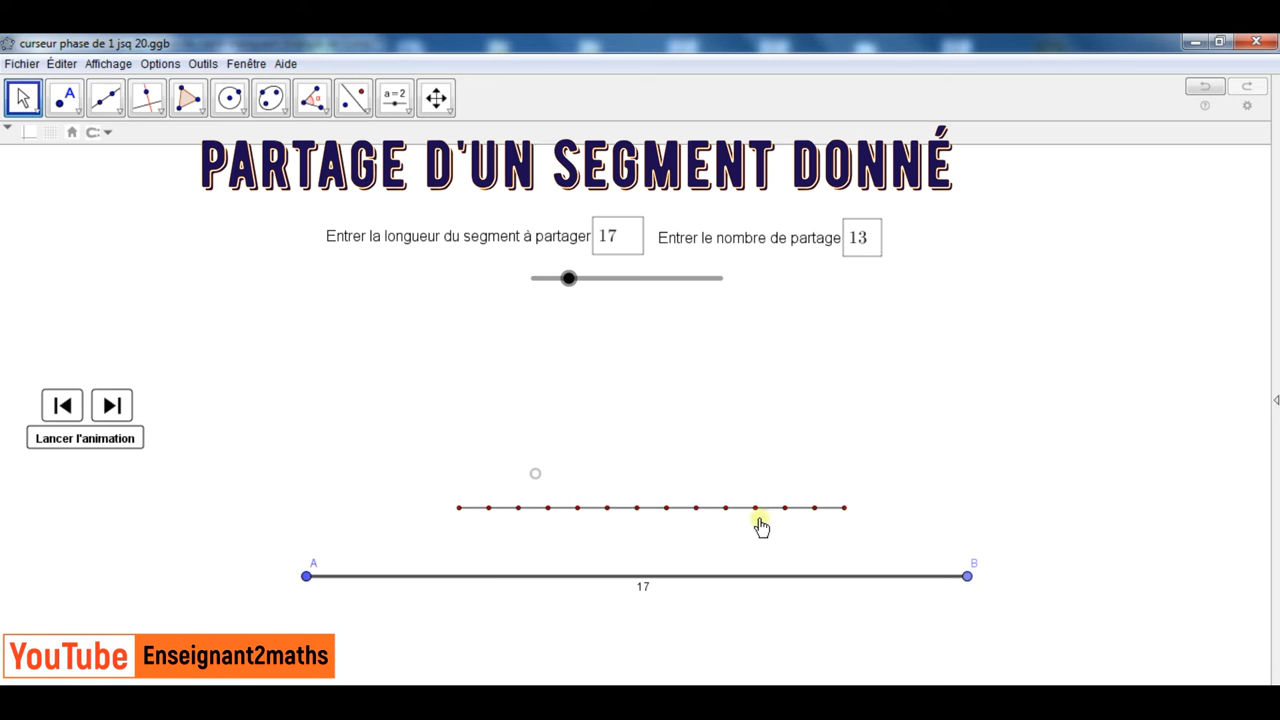 curseur phase de 1 jsq 20.ggb
Fichier Éditer Affichage Options Outils Fenêtre Aide
A a=2
PARTAGE D'UN SEGMENT DONNÉ
Entrer la longueur du segment à partager 17 Entrer le nombre de partage 13
Lancer l'animation
A B
17
YouTube Enseignant2maths